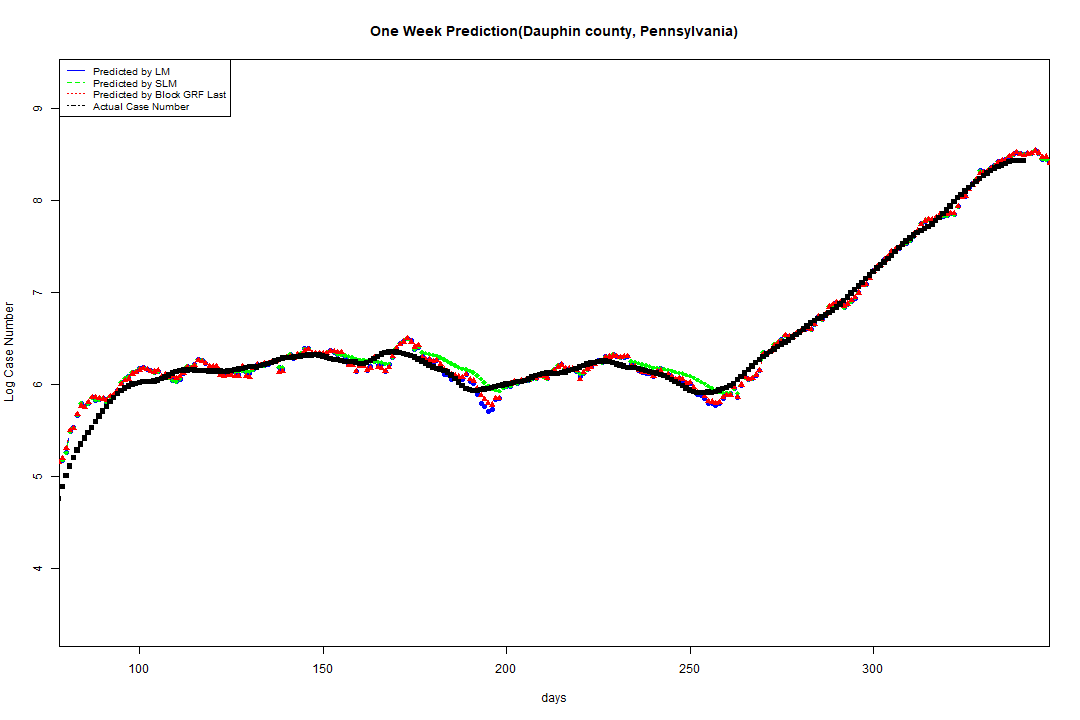 One Week Prediction(Dauphin county, Pennsylvania)
Predicted by LM
Predicted by SLM
Predicted by Block GRF Last
Actual Case Number
9
8
7
6
5
4
Log Case Number
100 150 200 250 300
days